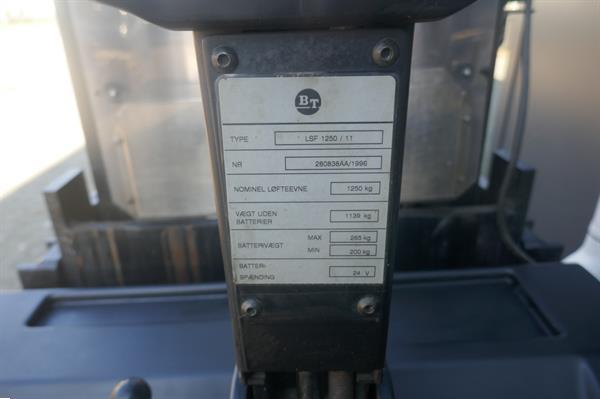 BT
TYPE LSF 1250 / 11
NR 260838AA/1996
NOMINEL LØFTEEVNE 1250 kg
VÆGT UDEN BATTERIER 1139 kg
BATTERIVÆGT MAX 265 kg
MIN 200 kg
BATTERI-
SPÆNDING 24 V